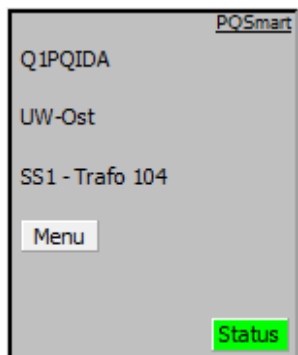 PQSmart
Q1PQIDA
UW-Ost
SS1 - Trafo 104
Menu
Status